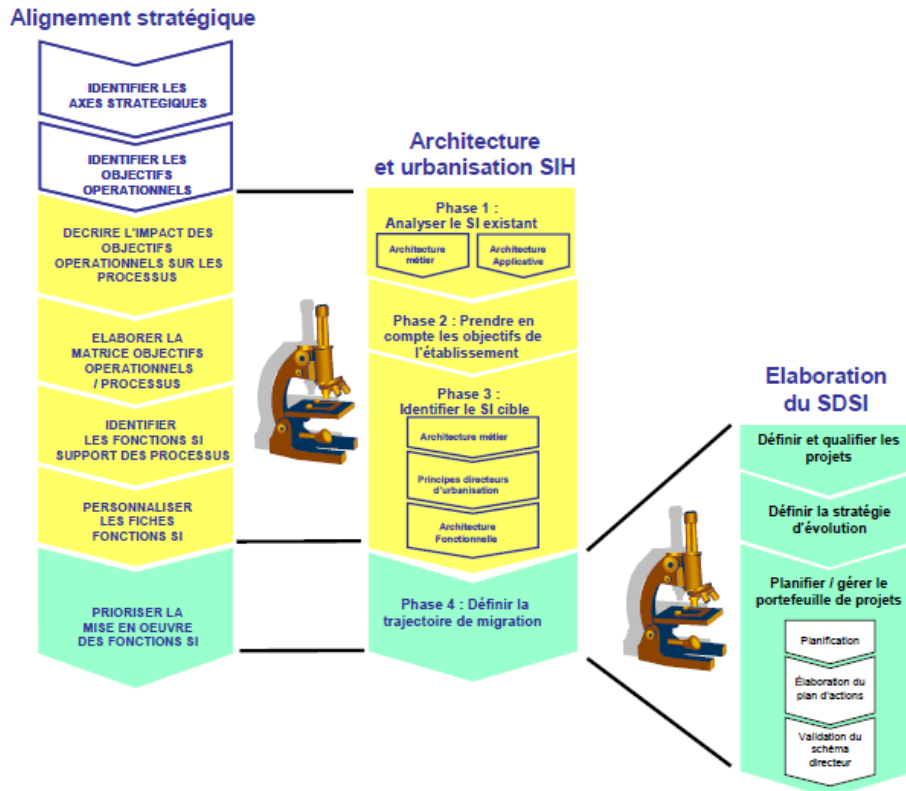 Alignement stratégique
IDENTIFIER LES
AXES STRATEGIQUES
IDENTIFIER LES
OBJECTIFS
OPERATIONNELS
DECRIRE L'IMPACT DES
OBJECTIFS
OPERATIONNELS SUR LES
PROCESSUS
ELABORER LA
MATRICE OBJECTIFS
OPERATIONNELS
/ PROCESSUS
IDENTIFIER
LES FONCTIONS SI
SUPPORT DES PROCESSUS
PERSONNALISER
LES FICHES
FONCTIONS SI
PRIORISER LA
MISE EN OEUVRE
DES FONCTIONS SI
Architecture
et urbanisation SIH
Phase 1 :
Analyser le SI existant
Architecture
métier
Architecture
Applicative
Phase 2 : Prendre en
compte les objectifs de
l'établissement
Phase 3 :
Identifier le SI cible
Architecture métier
Principes directeurs
d'urbanisation
Architecture
Fonctionnelle
Phase 4 : Définir la
trajectoire de migration
Elaboration
du SDSI
Définir et qualifier les
projets
Définir la stratégie
d'évolution
Planifier / gérer le
portefeuille de projets
Planification
Élaboration du
plan d'actions
Validation du
schéma
directeur